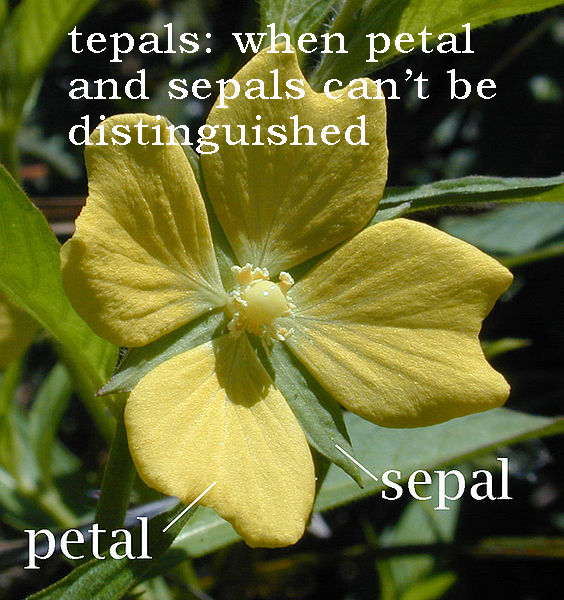 tepals: when petal
and sepals can't be
distinguished
sepal
petal